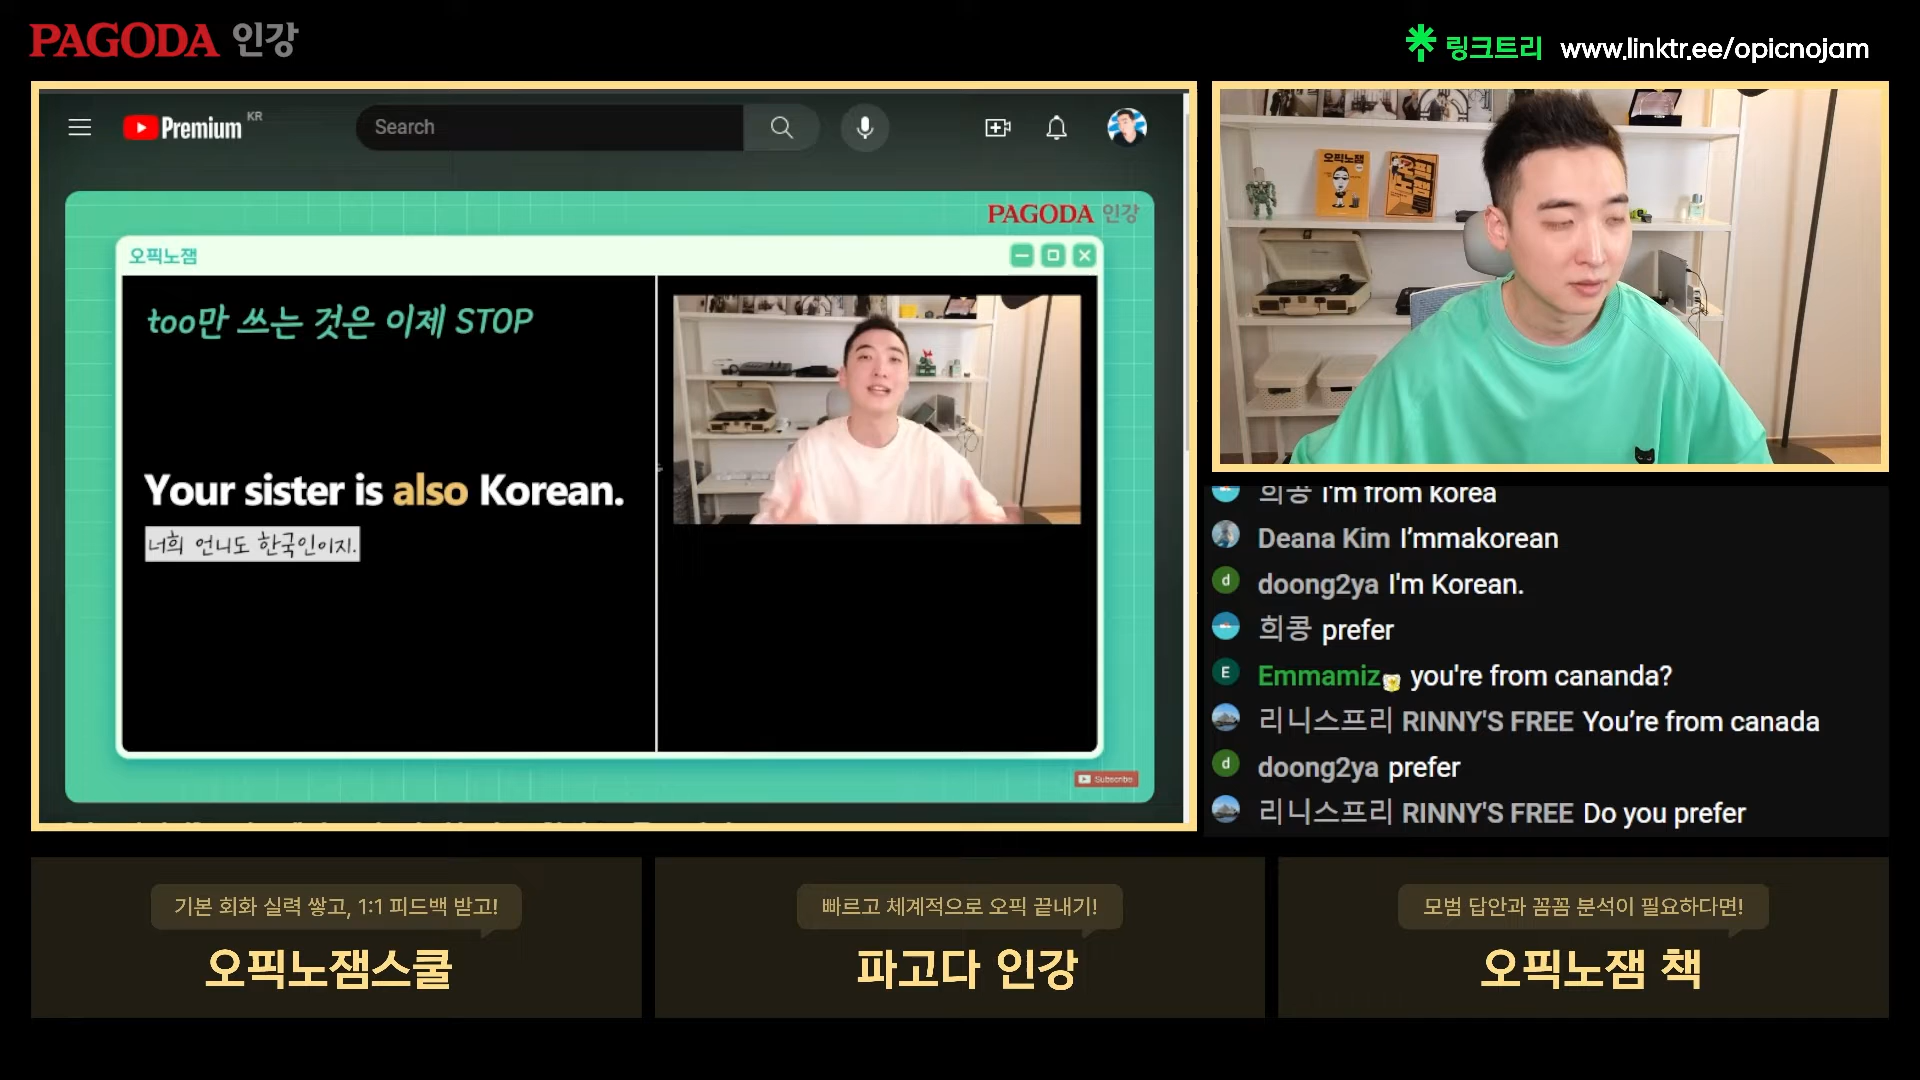 PAGODA 인강
링크트리 www.linktr.ee/opicnojam
Premium KR
Search
PAGODA 인강
오픽노잼
too만 쓰는 것은 이제 STOP
Your sister is also Korean.
너희 언니도 한국인이지.
Subscribe
오픽노잼
희콩 I'm from korea
Deana Kim I’mmakorean
d doong2ya I'm Korean.
희콩 prefer
E Emmamiz you're from cananda?
리니스프리 RINNY'S FREE You’re from canada
d doong2ya prefer
리니스프리 RINNY'S FREE Do you prefer
기본 회화 실력 쌓고, 1:1 피드백 받고!
오픽노잼스쿨
빠르고 체계적으로 오픽 끝내기!
파고다 인강
모범 답안과 꼼꼼 분석이 필요하다면!
오픽노잼 책